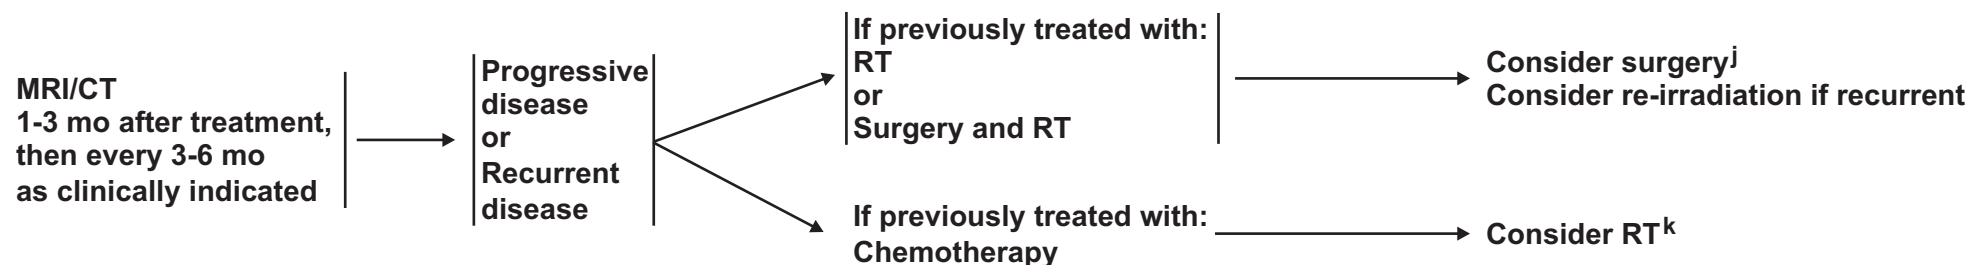 MRI/CT
1-3 mo after treatment,
then every 3-6 mo
as clinically indicated
Progressive
disease
or
Recurrent
disease
If previously treated with:
RT
or
Surgery and RT
Consider surgeryj
Consider re-irradiation if recurrent
If previously treated with:
Chemotherapy
Consider RTk